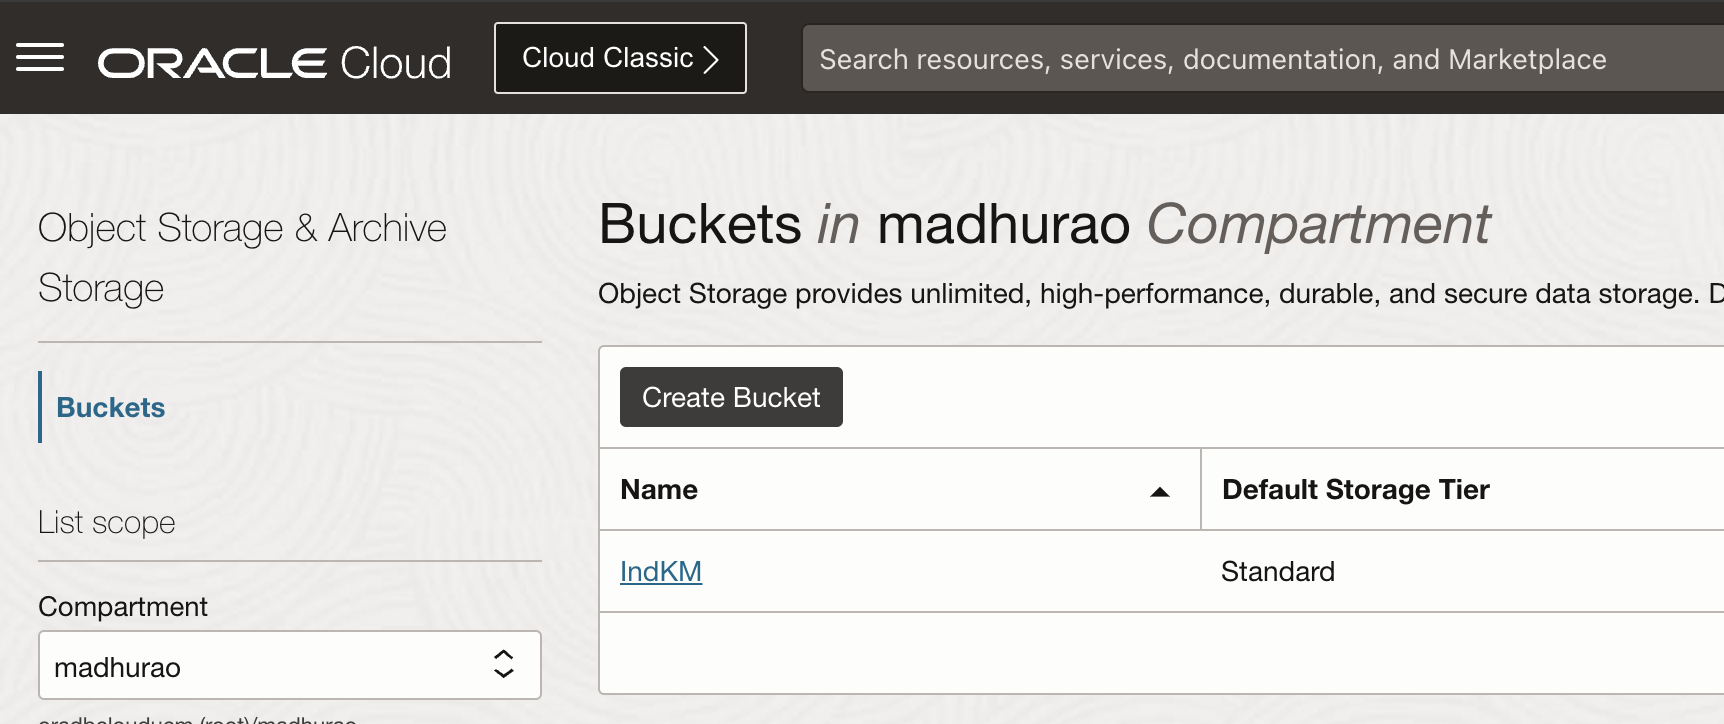 ORACLE Cloud
Cloud Classic
Search resources, services, documentation, and Marketplace
Object Storage & Archive
Storage
Buckets
List scope
Compartment
madhurao
Buckets in madhurao Compartment
Object Storage provides unlimited, high-performance, durable, and secure data storage. D
Create Bucket
Name
Default Storage Tier
IndKM
Standard